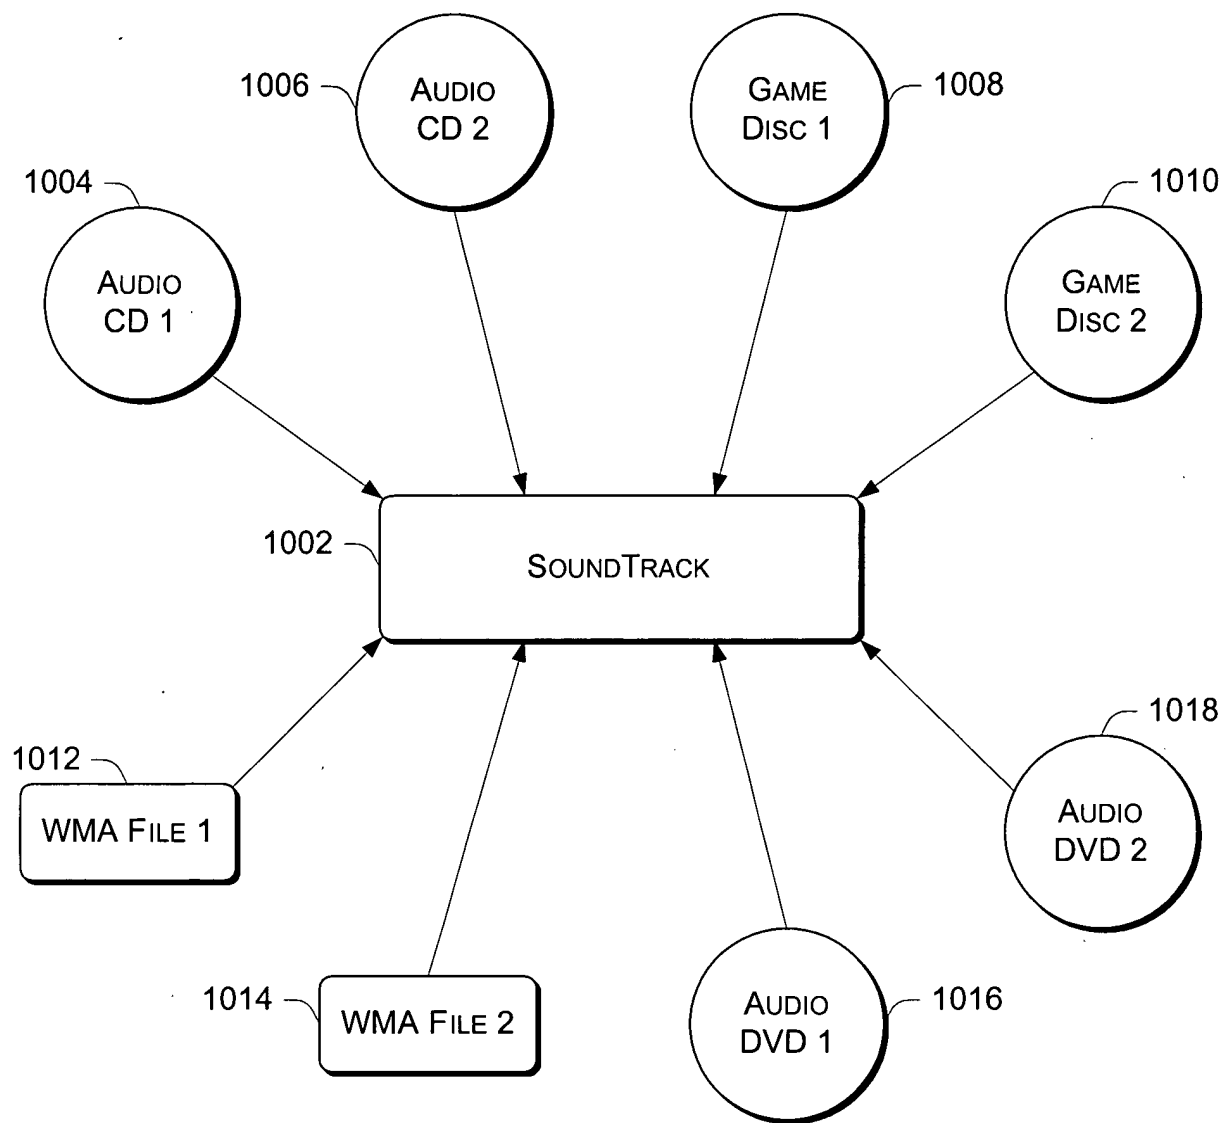 1006
AUDIO
CD 2
GAME
DISC 1
1008
1004
AUDIO
CD 1
1010
GAME
DISC 2
1002
SOUNDTRACK
1012
WMA FILE 1
1014
WMA FILE 2
AUDIO
DVD 1
1016
1018
AUDIO
DVD 2